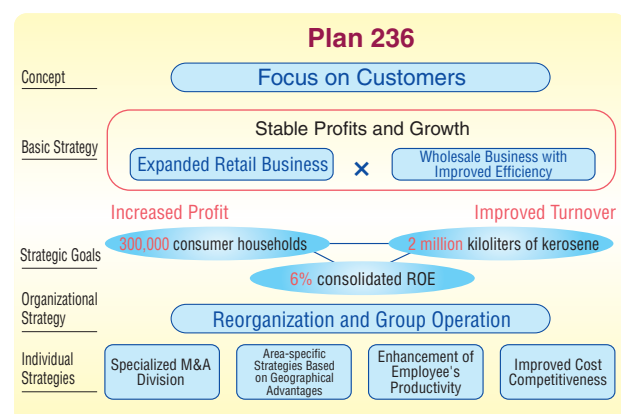 Plan 236
Concept
Focus on Customers
Basic Strategy
Stable Profits and Growth
Expanded Retail Business
×
Wholesale Business with
Improved Efficiency
Increased Profit
Improved Turnover
Strategic Goals
300,000 consumer households
2 million kiloliters of kerosene
6% consolidated ROE
Organizational
Strategy
Reorganization and Group Operation
Individual
Strategies
Specialized M&A
Division
Area-specific
Strategies Based
on Geographical
Advantages
Enhancement of
Employee's
Productivity
Improved Cost
Competitiveness